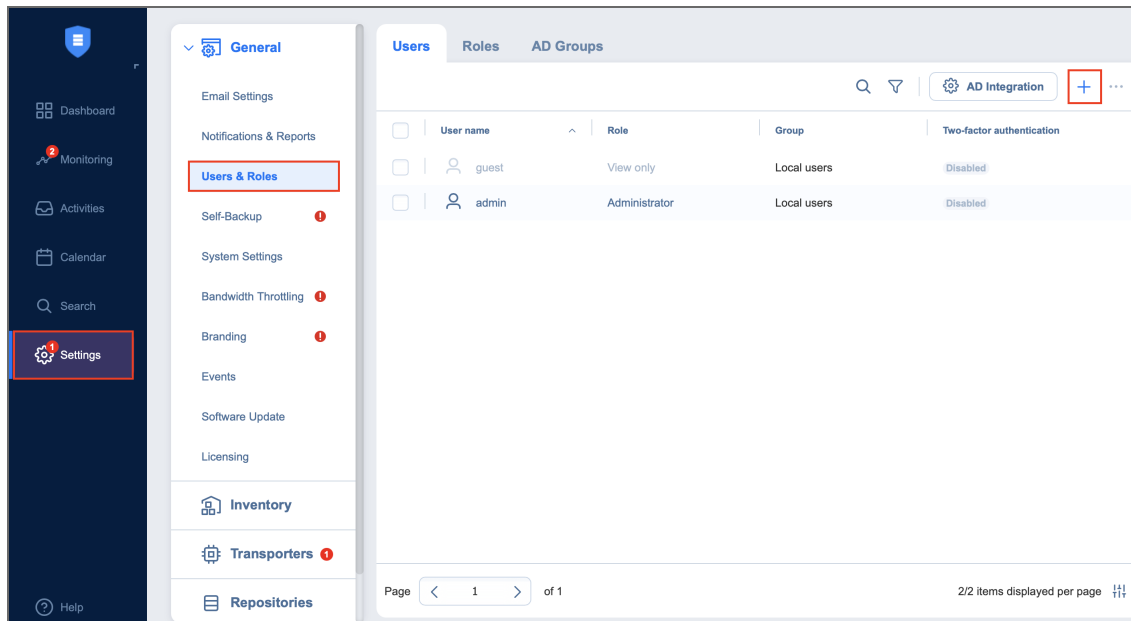 Dashboard
2
Monitoring
Activities
Calendar
Search
1
Settings
Help
General
Email Settings
Notifications & Reports
Users & Roles
Self-Backup !
System Settings
Bandwidth Throttling !
Branding !
Events
Software Update
Licensing
Inventory
Transporters 1
Repositories
Users Roles AD Groups
AD Integration
User name Role Group Two-factor authentication
guest View only Local users Disabled
admin Administrator Local users Disabled
Page 1 of 1 2/2 items displayed per page